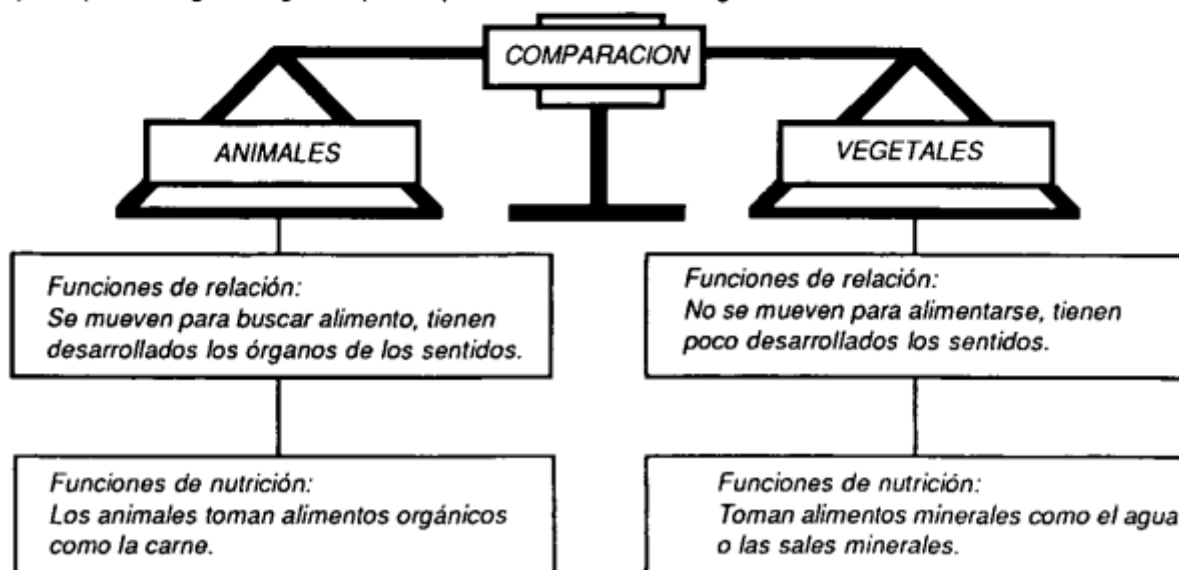 COMPARACION
ANIMALES
VEGETALES
Funciones de relación:
Se mueven para buscar alimento, tienen
desarrollados los órganos de los sentidos.
Funciones de relación:
No se mueven para alimentarse, tienen
poco desarrollados los sentidos.
Funciones de nutrición:
Los animales toman alimentos orgánicos
como la carne.
Funciones de nutrición:
Toman alimentos minerales como el agua
o las sales minerales.